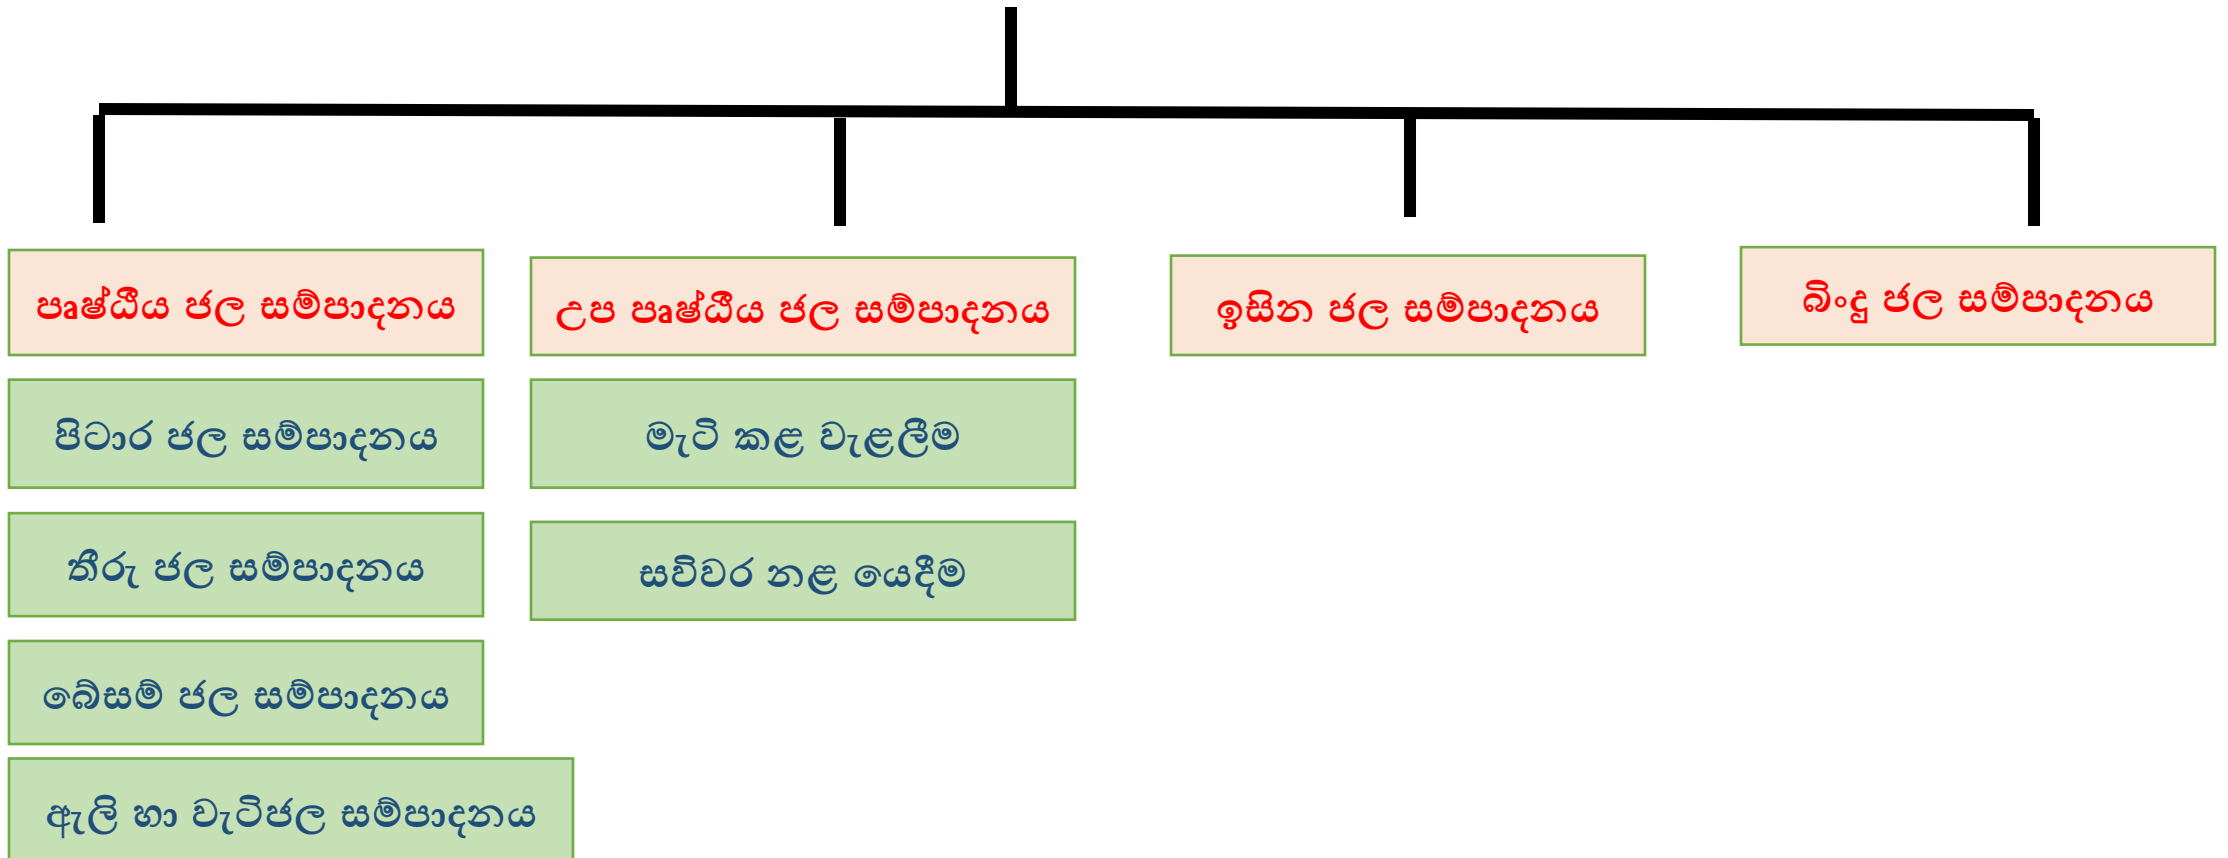 පෘෂ්ඨීය ජල සම්පාදනය
උප පෘෂ්ඨීය ජල සම්පාදනය
ඉසින ජල සම්පාදනය
බිංදු ජල සම්පාදනය
පිටාර ජල සම්පාදනය
මැටි කළ වැළලීම
තීරු ජල සම්පාදනය
සවිවර නළ යෙදීම
බේසම් ජල සම්පාදනය
ඇලි හා වැටිජල සම්පාදනය